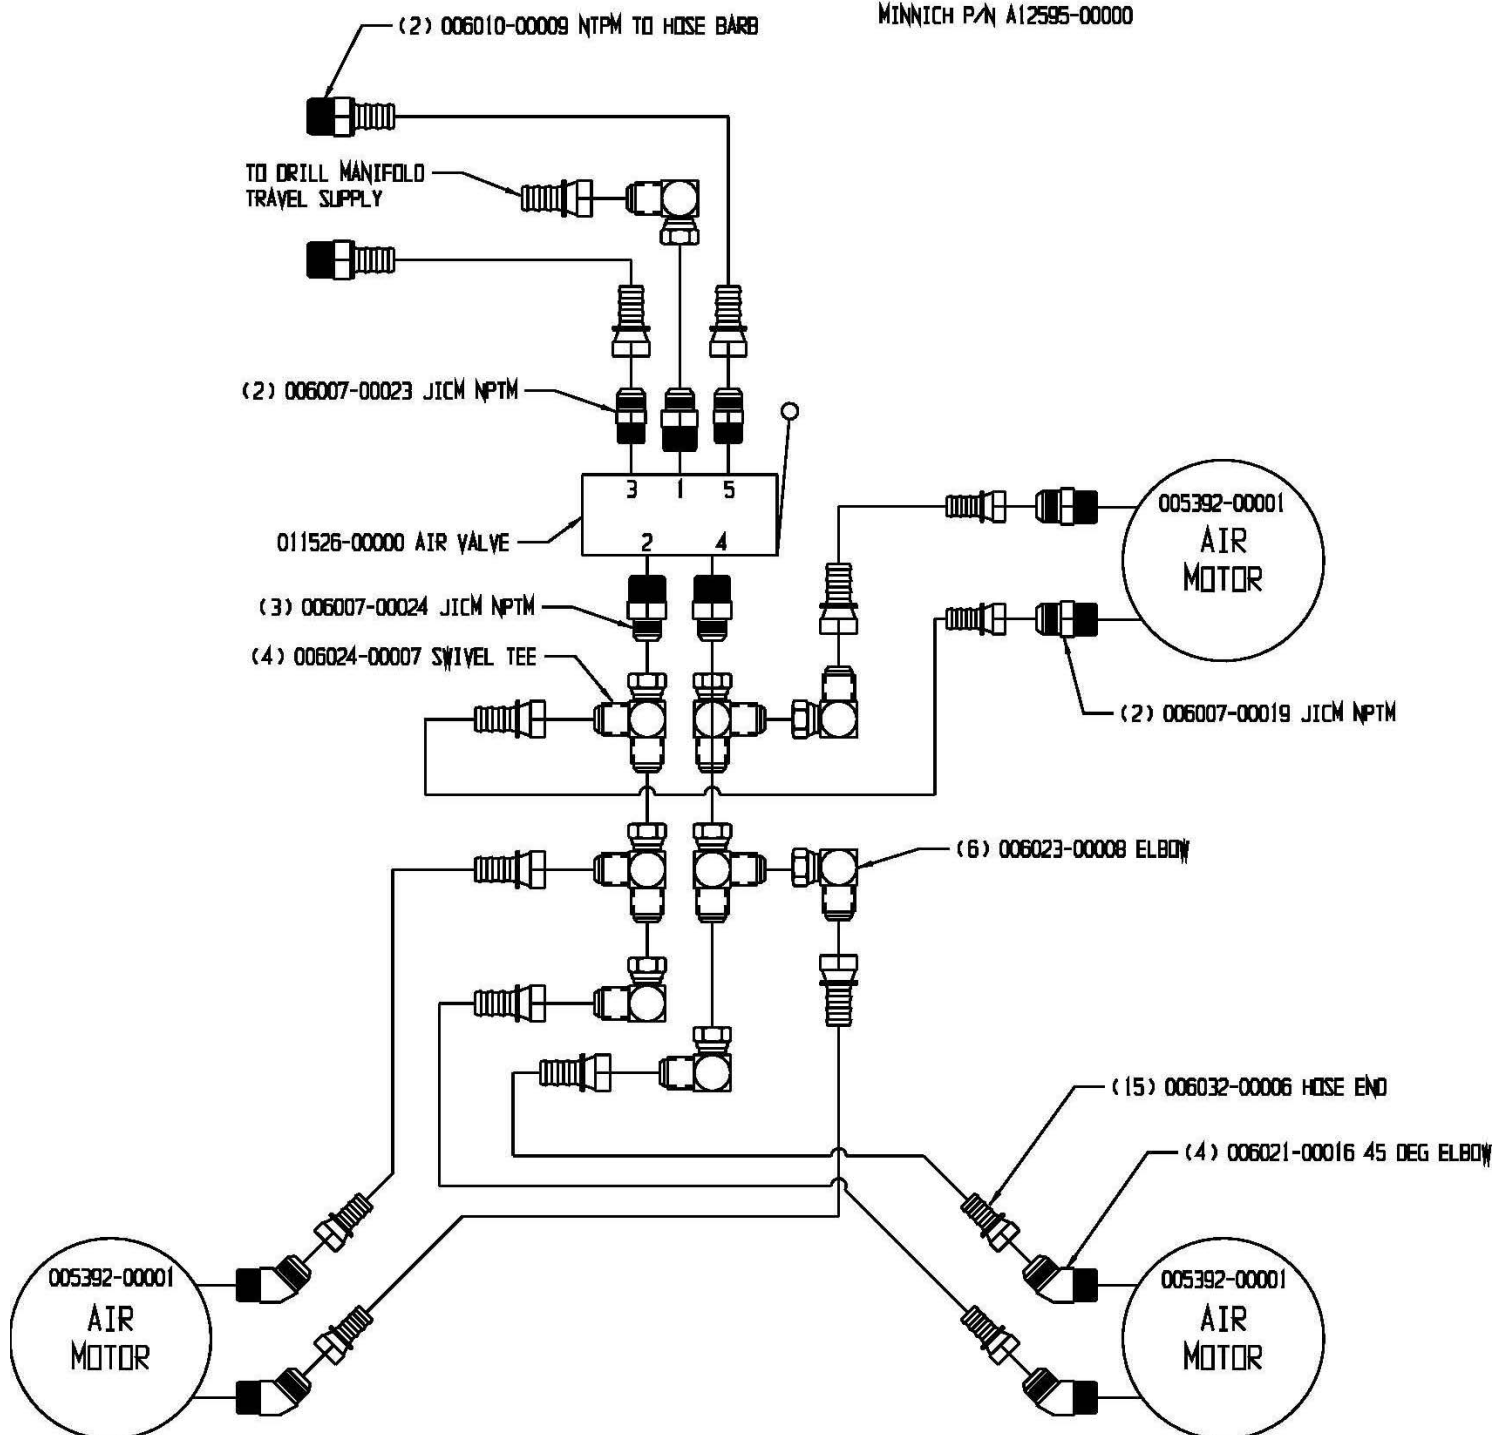 MINNICH P/N A12595-00000
(2) 006010-00009 NTPM TO HOSE BARB
TO DRILL MANIFOLD
TRAVEL SUPPLY
(2) 006007-00023 JICM NPTM
3 1 5
005392-00001
AIR
MOTOR
011526-00000 AIR VALVE
2 4
(3) 006007-00024 JICM NPTM
(4) 006024-00007 SWIVEL TEE
(2) 006007-00019 JICM NPTM
(6) 006023-00008 ELBOW
(15) 006032-00006 HOSE END
(4) 006021-00016 45 DEG ELBOW
005392-00001
AIR
MOTOR
005392-00001
AIR
MOTOR